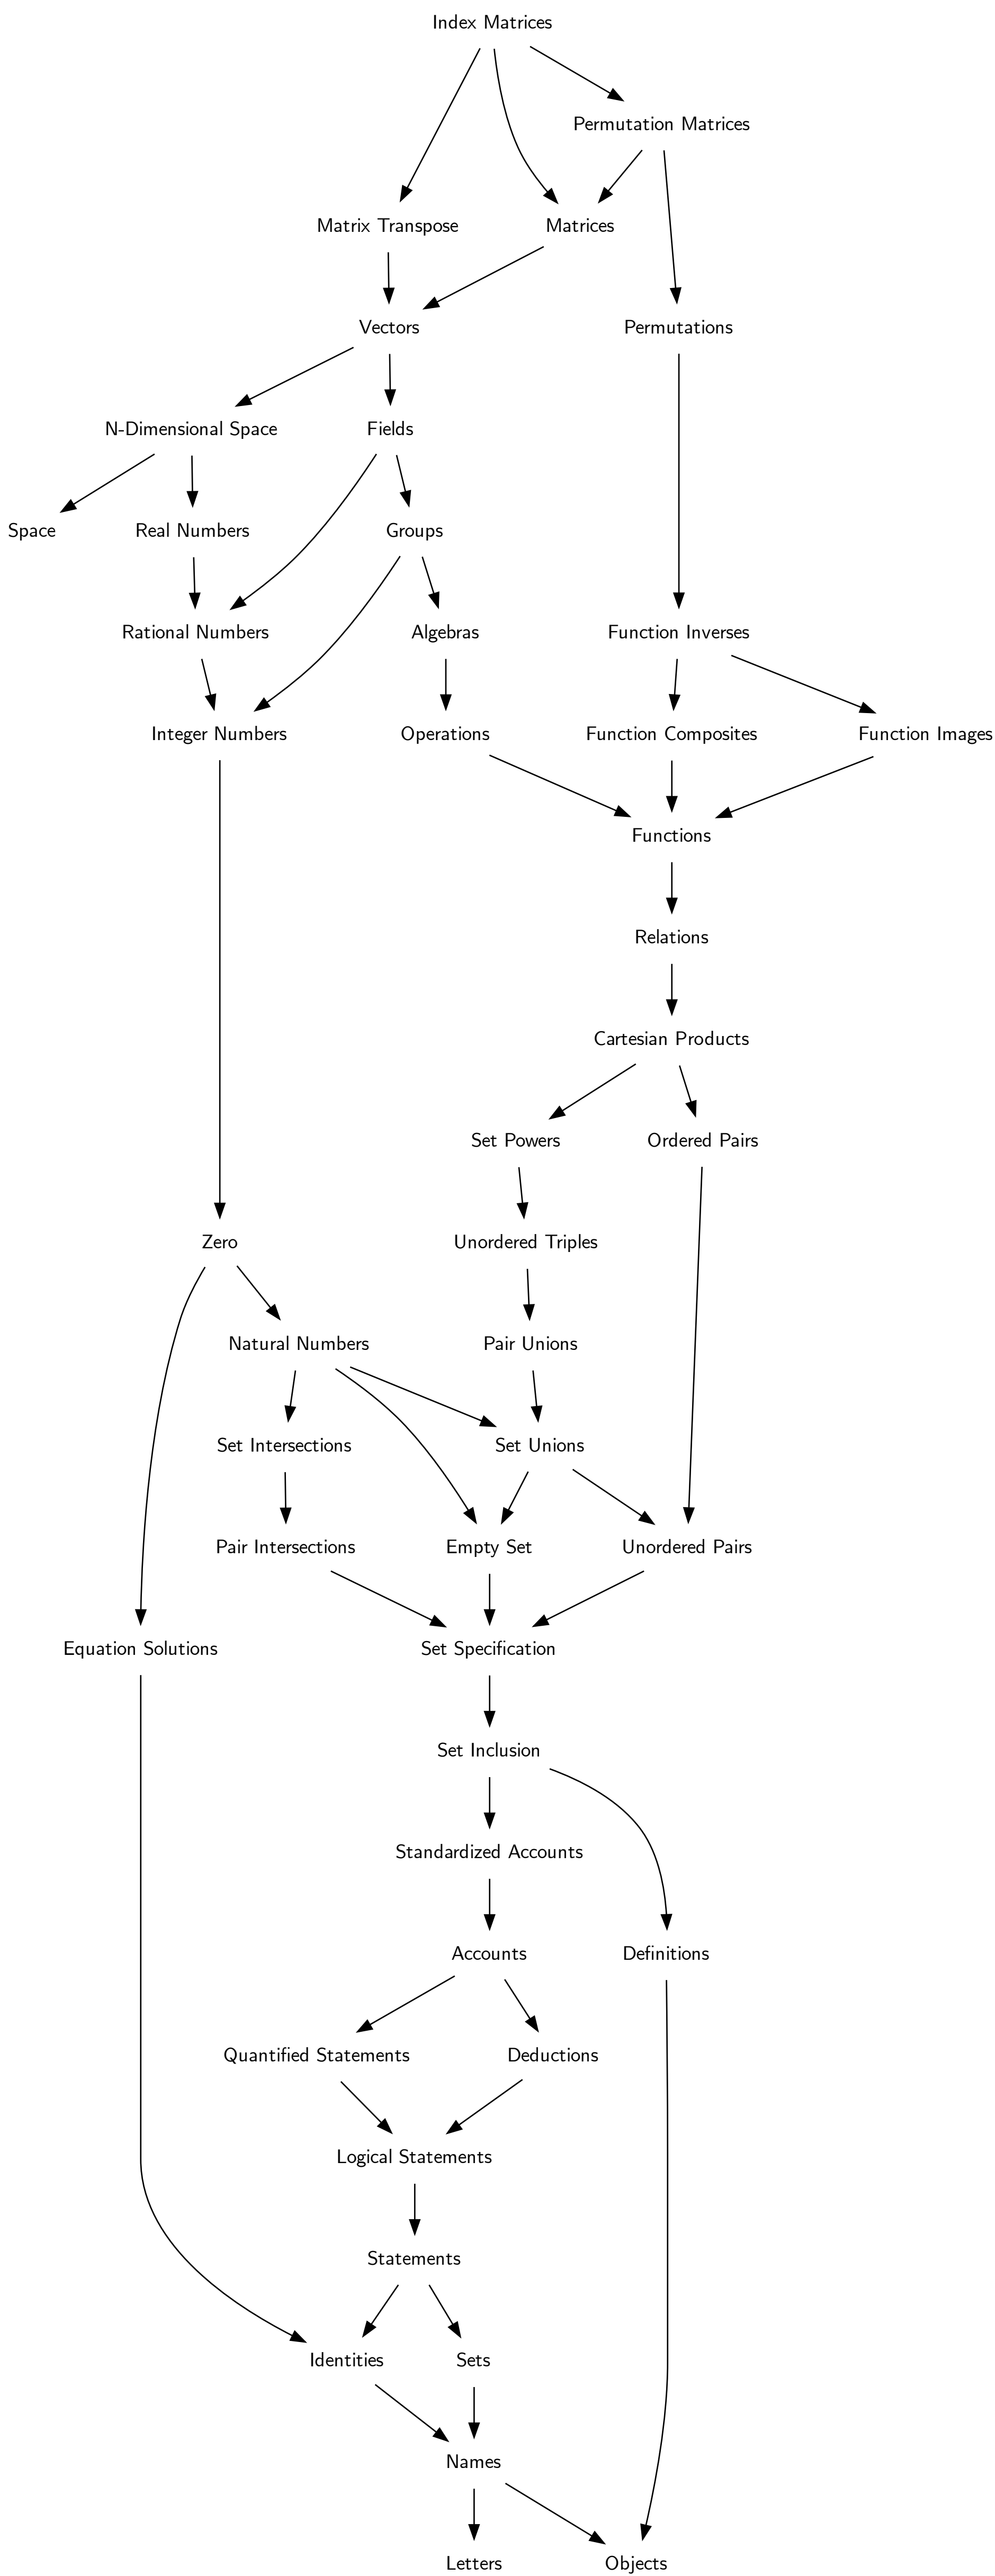 Index Matrices
Permutation Matrices
Matrix Transpose
Matrices
Vectors
Permutations
N-Dimensional Space
Fields
Space
Real Numbers
Groups
Rational Numbers
Algebras
Function Inverses
Integer Numbers
Operations
Function Composites
Function Images
Functions
Relations
Cartesian Products
Set Powers
Ordered Pairs
Zero
Unordered Triples
Natural Numbers
Pair Unions
Set Intersections
Set Unions
Pair Intersections
Empty Set
Unordered Pairs
Equation Solutions
Set Specification
Set Inclusion
Standardized Accounts
Accounts
Definitions
Quantified Statements
Deductions
Logical Statements
Statements
Identities
Sets
Names
Letters
Objects